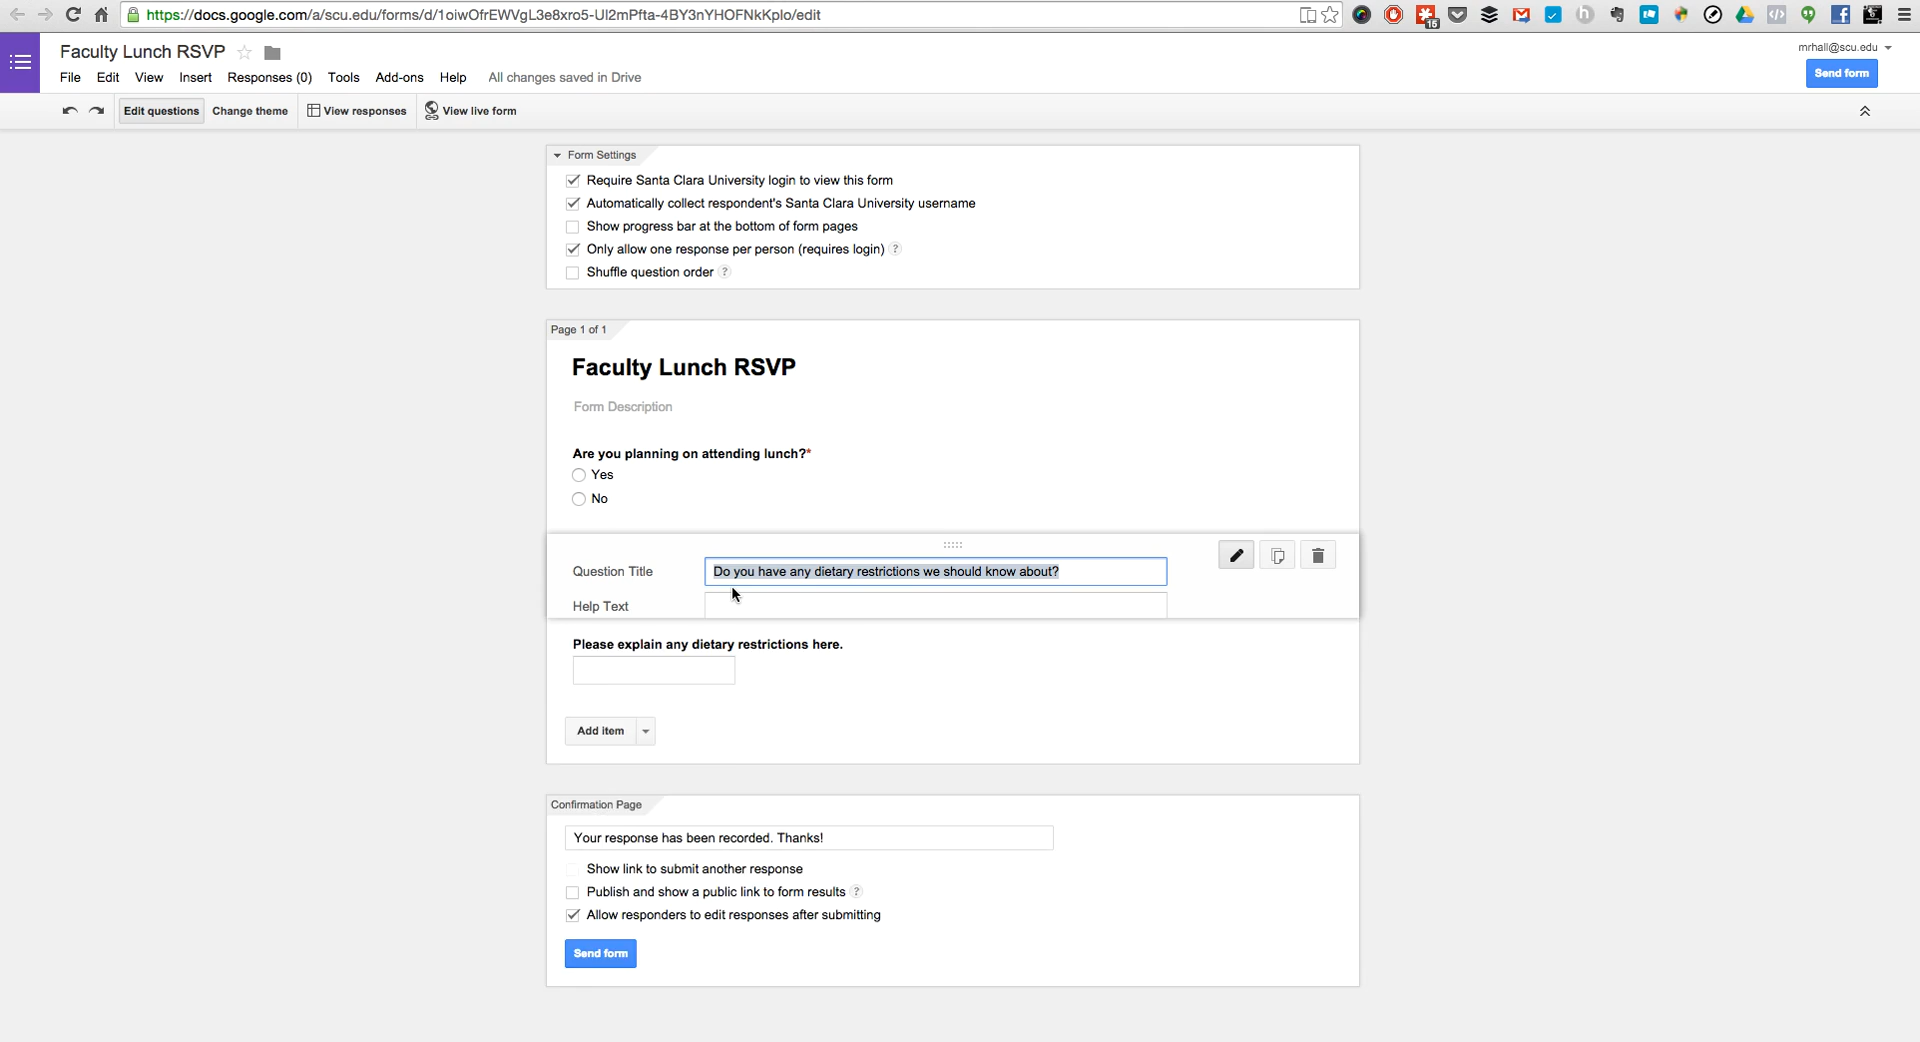 https://docs.google.com/a/scu.edu/forms/d/1oiwOfrEWVgL3e8xro5-Ul2mPfta-4BY3nYHOFNkKplo/edit
15
Faculty Lunch RSVP
mrhall@scu.edu
File Edit View Insert Responses (0) Tools Add-ons Help All changes saved in Drive
Send form
Edit questions Change theme View responses View live form
Form Settings
Require Santa Clara University login to view this form
Automatically collect respondent's Santa Clara University username
Show progress bar at the bottom of form pages
Only allow one response per person (requires login) ?
Shuffle question order ?
Page 1 of 1
Faculty Lunch RSVP
Form Description
Are you planning on attending lunch?*
Yes
No
Question Title Do you have any dietary restrictions we should know about?
Help Text
Please explain any dietary restrictions here.
Add item
Confirmation Page
Your response has been recorded. Thanks!
Show link to submit another response
Publish and show a public link to form results ?
Allow responders to edit responses after submitting
Send form